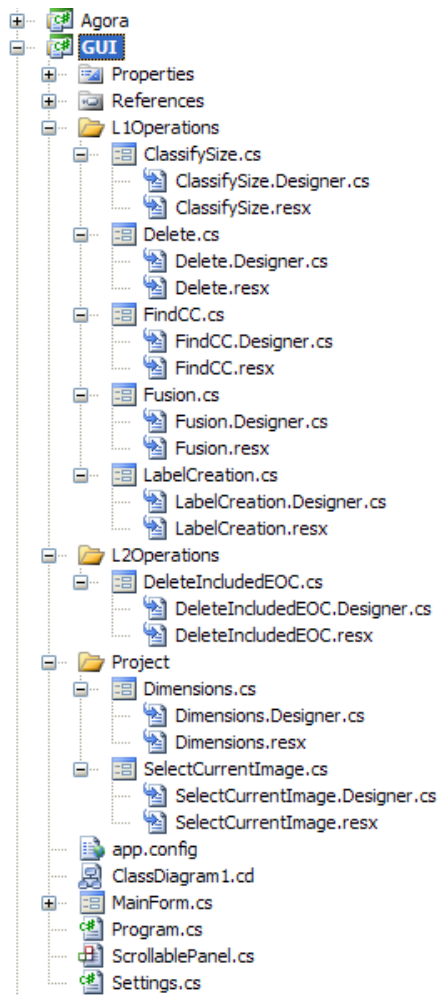 Agora
GUI
Properties
References
L1Operations
ClassifySize.cs
ClassifySize.Designer.cs
ClassifySize.resx
Delete.cs
Delete.Designer.cs
Delete.resx
FindCC.cs
FindCC.Designer.cs
FindCC.resx
Fusion.cs
Fusion.Designer.cs
Fusion.resx
LabelCreation.cs
LabelCreation.Designer.cs
LabelCreation.resx
L2Operations
DeleteIncludedEOC.cs
DeleteIncludedEOC.Designer.cs
DeleteIncludedEOC.resx
Project
Dimensions.cs
Dimensions.Designer.cs
Dimensions.resx
SelectCurrentImage.cs
SelectCurrentImage.Designer.cs
SelectCurrentImage.resx
app.config
ClassDiagram1.cd
MainForm.cs
Program.cs
ScrollablePanel.cs
Settings.cs